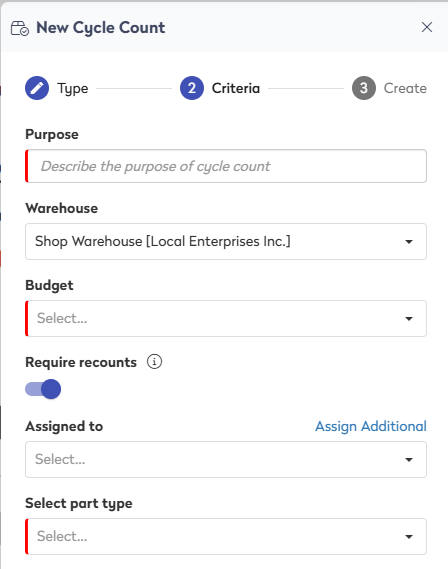 New Cycle Count
Type 2 Criteria 3 Create
Purpose
Describe the purpose of cycle count
Warehouse
Shop Warehouse [Local Enterprises Inc.]
Budget
Select...
Require recounts
Assigned to Assign Additional
Select...
Select part type
Select...